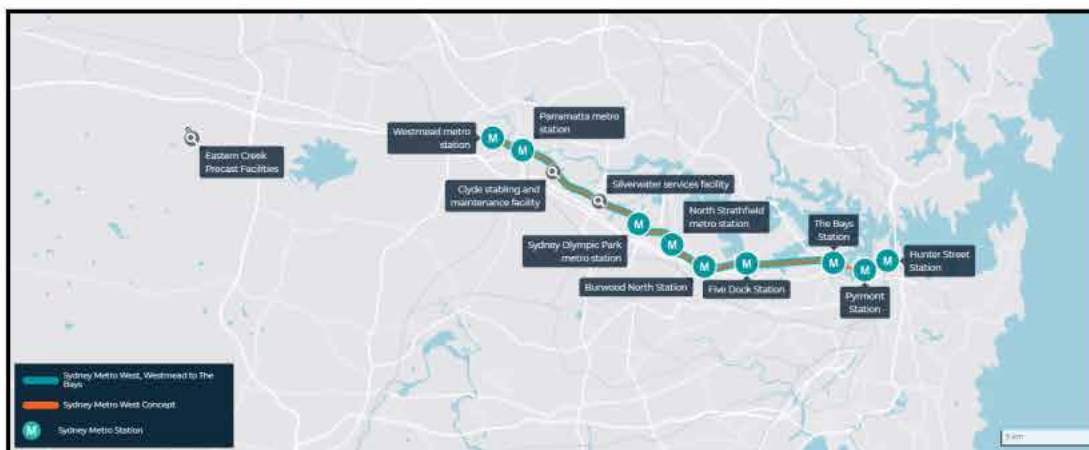 Parramatta metro
station
Westmead metro
station
Eastern Creek
Precast Facilities
Clyde stabling and
maintenance facility
Silverwater services facility
North Strathfield
metro station
The Bays
Station
Sydney Olympic Park
metro station
Hunter Street
Station
Burwood North Station
Five Dock Station
Pyrmont
Station
M
M
M
M
M
M
M
M
M
Sydney Metro West, Westmead to The
Bays
Sydney Metro West Concept
M
Sydney Metro Station
5 km